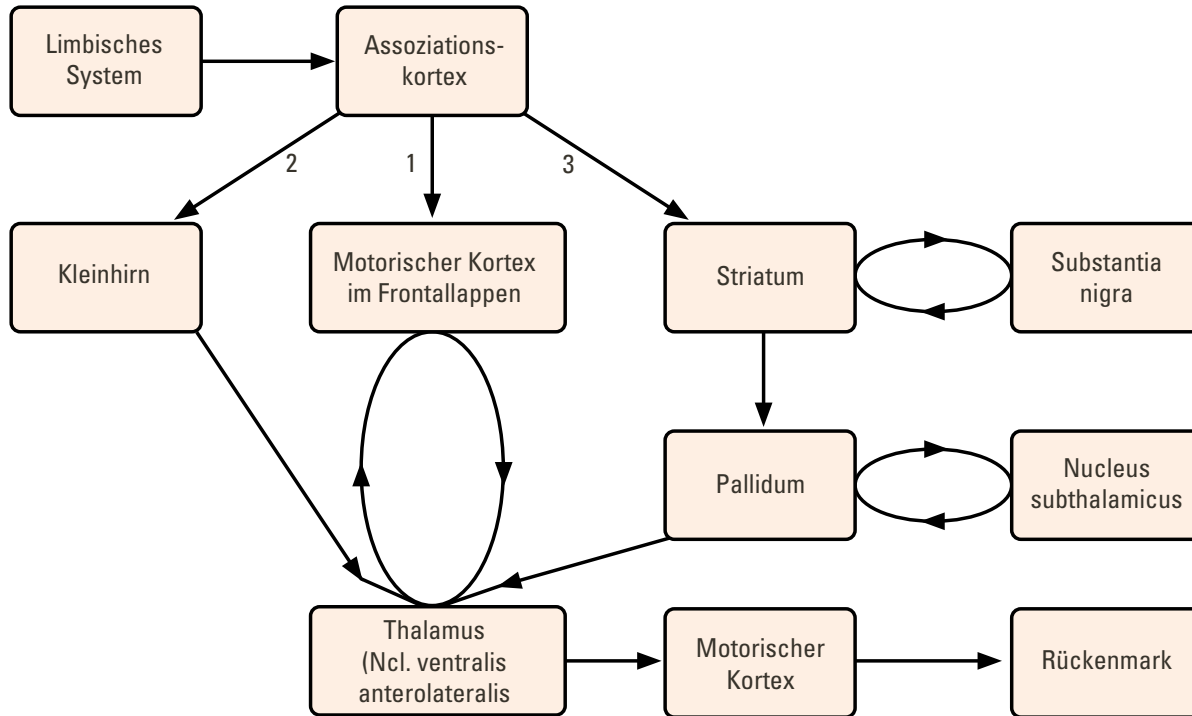 Limbisches
System
Assoziations-
kortex
2
1
3
Kleinhirn
Motorischer Kortex
im Frontallappen
Striatum
Substantia
nigra
Pallidum
Nucleus
subthalamicus
Thalamus
(Ncl. ventralis
anterolateralis
Motorischer
Kortex
Rückenmark